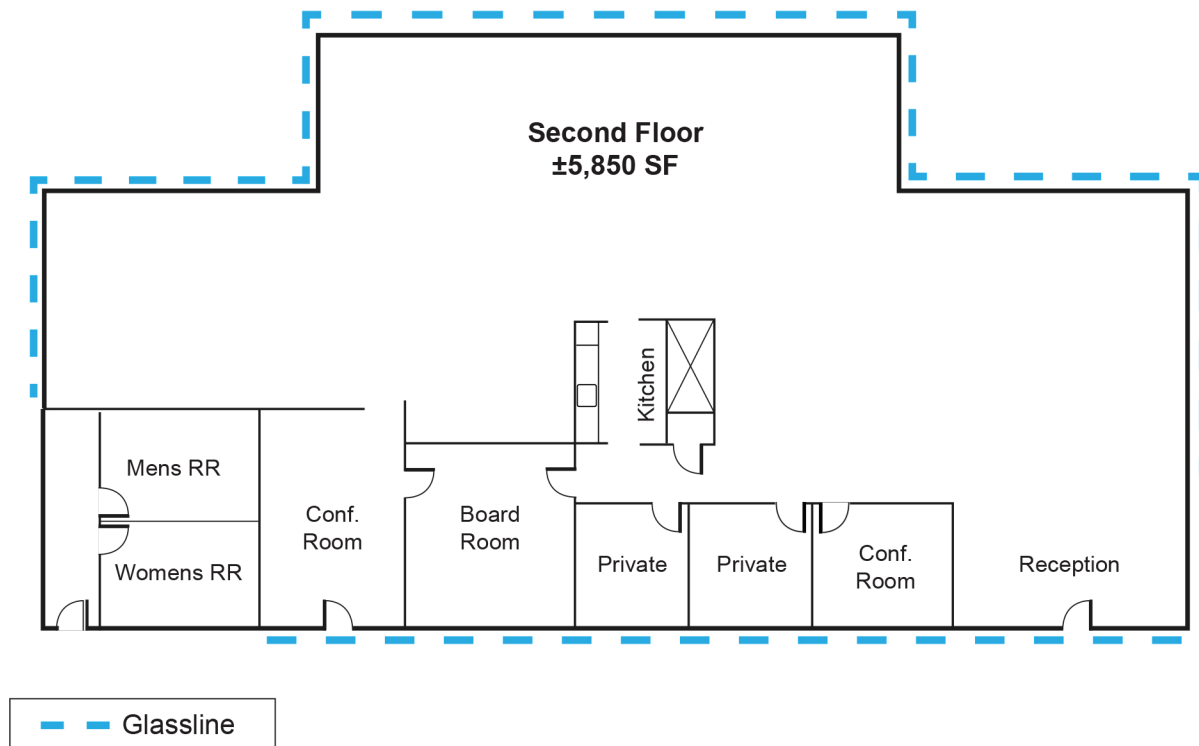 Second Floor
±5,850 SF
Kitchen
Mens RR
Womens RR
Conf.
Room
Board
Room
Private
Private
Conf.
Room
Reception
Glassline